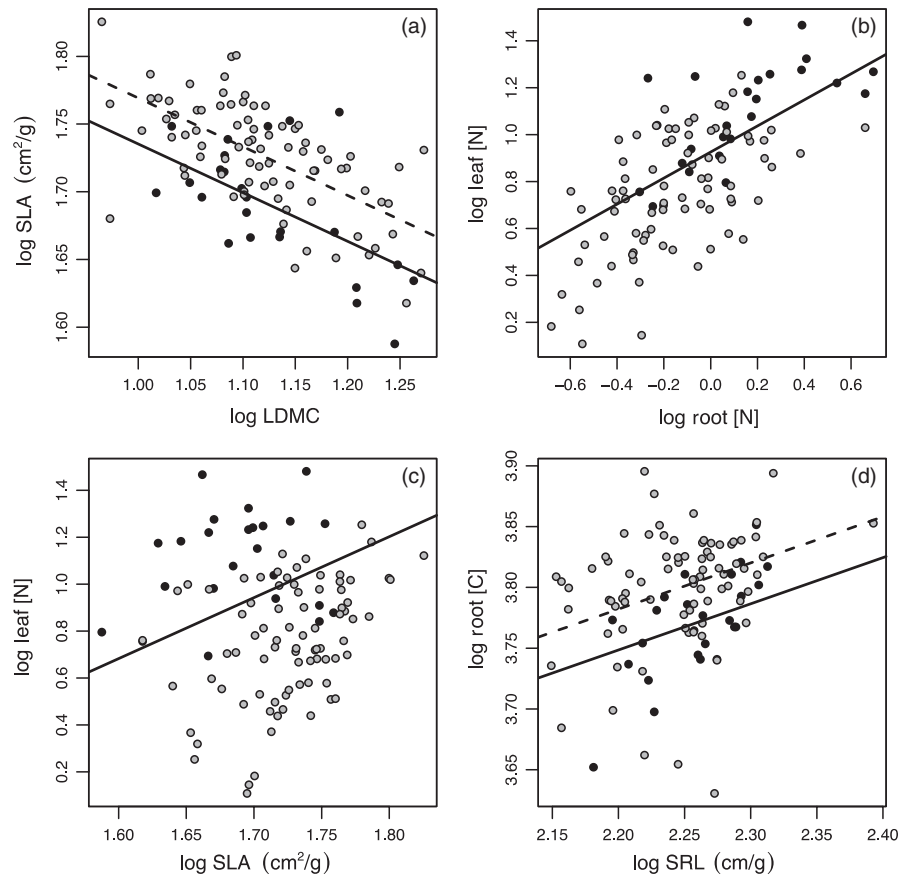 (a)
1.80
1.75
1.70
1.65
1.60
log SLA (cm²/g)
1.00 1.05 1.10 1.15 1.20 1.25
log LDMC
(b)
1.4
1.2
1.0
0.8
0.6
0.4
0.2
log leaf [N]
−0.6 −0.4 −0.2 0.0 0.2 0.4 0.6
log root [N]
(c)
1.4
1.2
1.0
0.8
0.6
0.4
0.2
log leaf [N]
1.60 1.65 1.70 1.75 1.80
log SLA (cm²/g)
(d)
3.90
3.85
3.80
3.75
3.70
3.65
log root [C]
2.15 2.20 2.25 2.30 2.35 2.40
log SRL (cm/g)